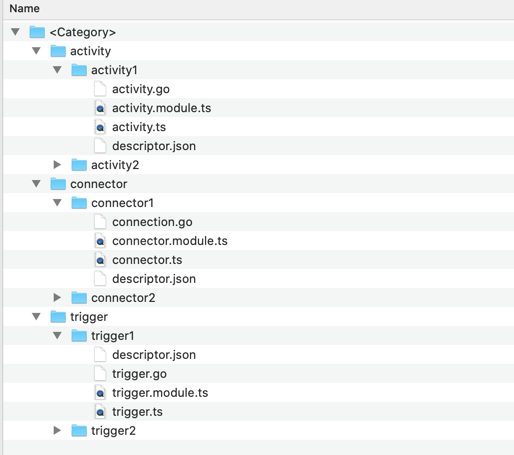 Name
<Category>
activity
activity1
activity.go
activity.module.ts
activity.ts
descriptor.json
activity2
connector
connector1
connection.go
connector.module.ts
connector.ts
descriptor.json
connector2
trigger
trigger1
descriptor.json
trigger.go
trigger.module.ts
trigger.ts
trigger2